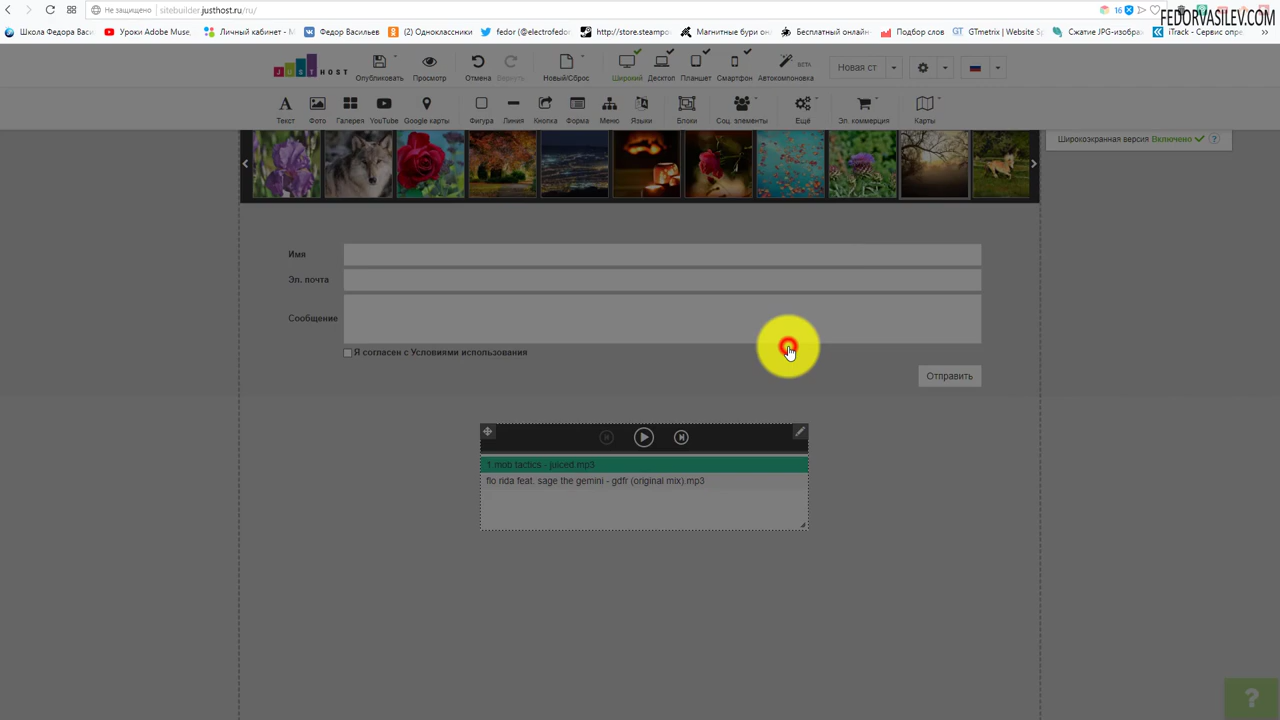 Не защищено sitebuilder.justhost.ru/ru/
16
FEDORVASILEV.COM
Школа Федора Васи
Уроки Adobe Muse,
Личный кабинет - М
Федор Васильев
(2) Одноклассники
fedor (@electrofedor
http://store.steampo
Магнитные бури он
Бесплатный онлайн-
Подбор слов
GTmetrix | Website Sp
Сжатие JPG-изобра
iTrack - Сервис опре
JUSTHOST
Опубликовать
Просмотр
Отмена
Вернуть
Новый/Сброс
Широкий
Десктоп
Планшет
Смартфон
Автокомпоновка
Новая ст
Текст
Фото
Галерея
YouTube
Google карты
Фигура
Линия
Кнопка
Форма
Меню
Языки
Блоки
Соц. элементы
Ещё
Эл. коммерция
Карты
Широкоэкранная версия Включено ?
Имя
Эл. почта
Сообщение
Я согласен с Условиями использования
Отправить
1 mob tactics - juiced.mp3
flo rida feat. sage the gemini - gdfr (original mix).mp3
?